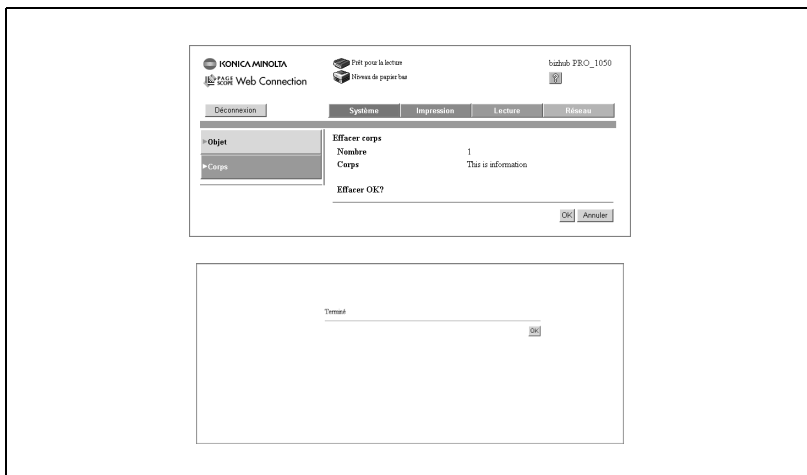 KONICA MINOLTA
PAGE SCOPE Web Connection
Prêt pour la lecture
Niveau de papier bas
bizhub PRO_1050
?
Déconnexion
Système Impression Lecture Réseau
Objet
Corps
Effacer corps
Nombre 1
Corps This is information
Effacer OK?
OK Annuler
Terminé
OK